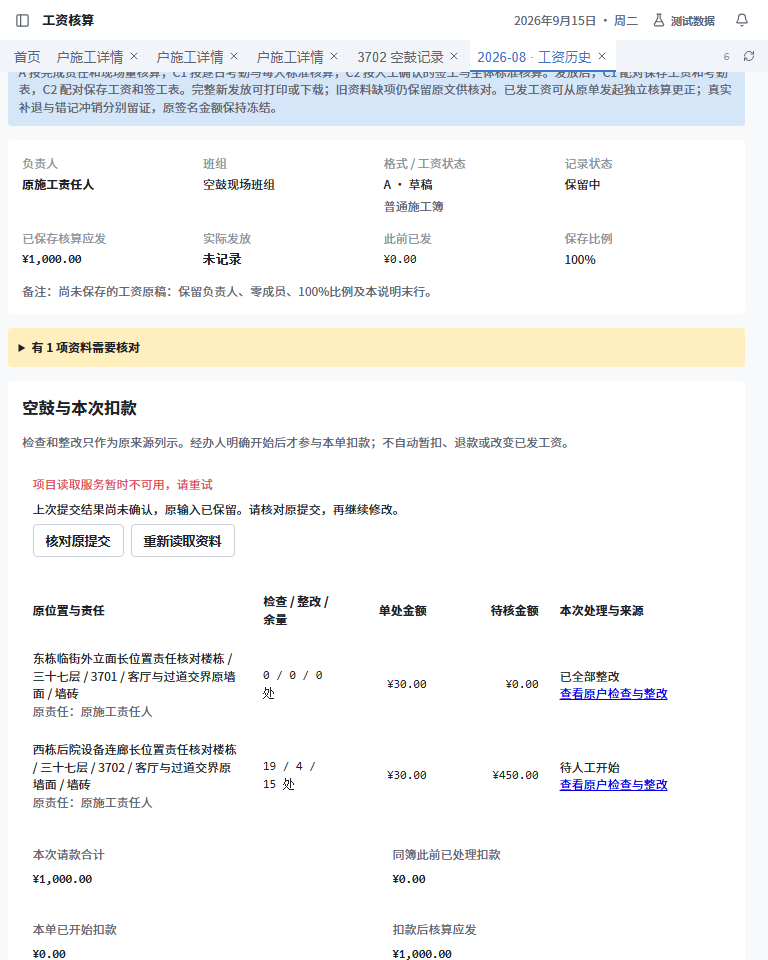 工资核算
2026年9月15日 · 周二
测试数据
首页
户施工详情 ×
户施工详情 ×
户施工详情 ×
3702 空鼓记录 ×
2026-08 · 工资历史 ×
6
A 按完成责任和现场量核算；C1 按逐日考勤与每人标准核算；C2 按人工确认的签工与主体标准核算。发放后，C1 配对保存工资和考勤
表，C2 配对保存工资和签工表。完整新发放可打印或下载；旧资料缺项仍保留原文供核对。已发工资可从原单发起独立核算更正；真实
补退与错记冲销分别留证，原签名金额保持冻结。
负责人
班组
格式 / 工资状态
记录状态
原施工责任人
空鼓现场班组
A · 草稿
保留中
普通施工簿
已保存核算应发
实际发放
此前已发
保存比例
¥1,000.00
未记录
¥0.00
100%
备注：尚未保存的工资原稿：保留负责人、零成员、100%比例及本说明末行。
有 1 项资料需要核对
空鼓与本次扣款
检查和整改只作为原来源列示。经办人明确开始后才参与本单扣款；不自动暂扣、退款或改变已发工资。
项目读取服务暂时不可用，请重试
上次提交结果尚未确认，原输入已保留。请核对原提交，再继续修改。
核对原提交
重新读取资料
原位置与责任
检查 / 整改 /
余量
单处金额
待核金额
本次处理与来源
东栋临街外立面长位置责任核对楼栋 /
三十七层 / 3701 / 客厅与过道交界原墙
面 / 墙砖
原责任：原施工责任人
0 / 0 / 0
处
¥30.00
¥0.00
已全部整改
查看原户检查与整改
西栋后院设备连廊长位置责任核对楼栋
/ 三十七层 / 3702 / 客厅与过道交界原
墙面 / 墙砖
原责任：原施工责任人
19 / 4 /
15 处
¥30.00
¥450.00
待人工开始
查看原户检查与整改
本次请款合计
同簿此前已处理扣款
¥1,000.00
¥0.00
本单已开始扣款
扣款后核算应发
¥0.00
¥1,000.00